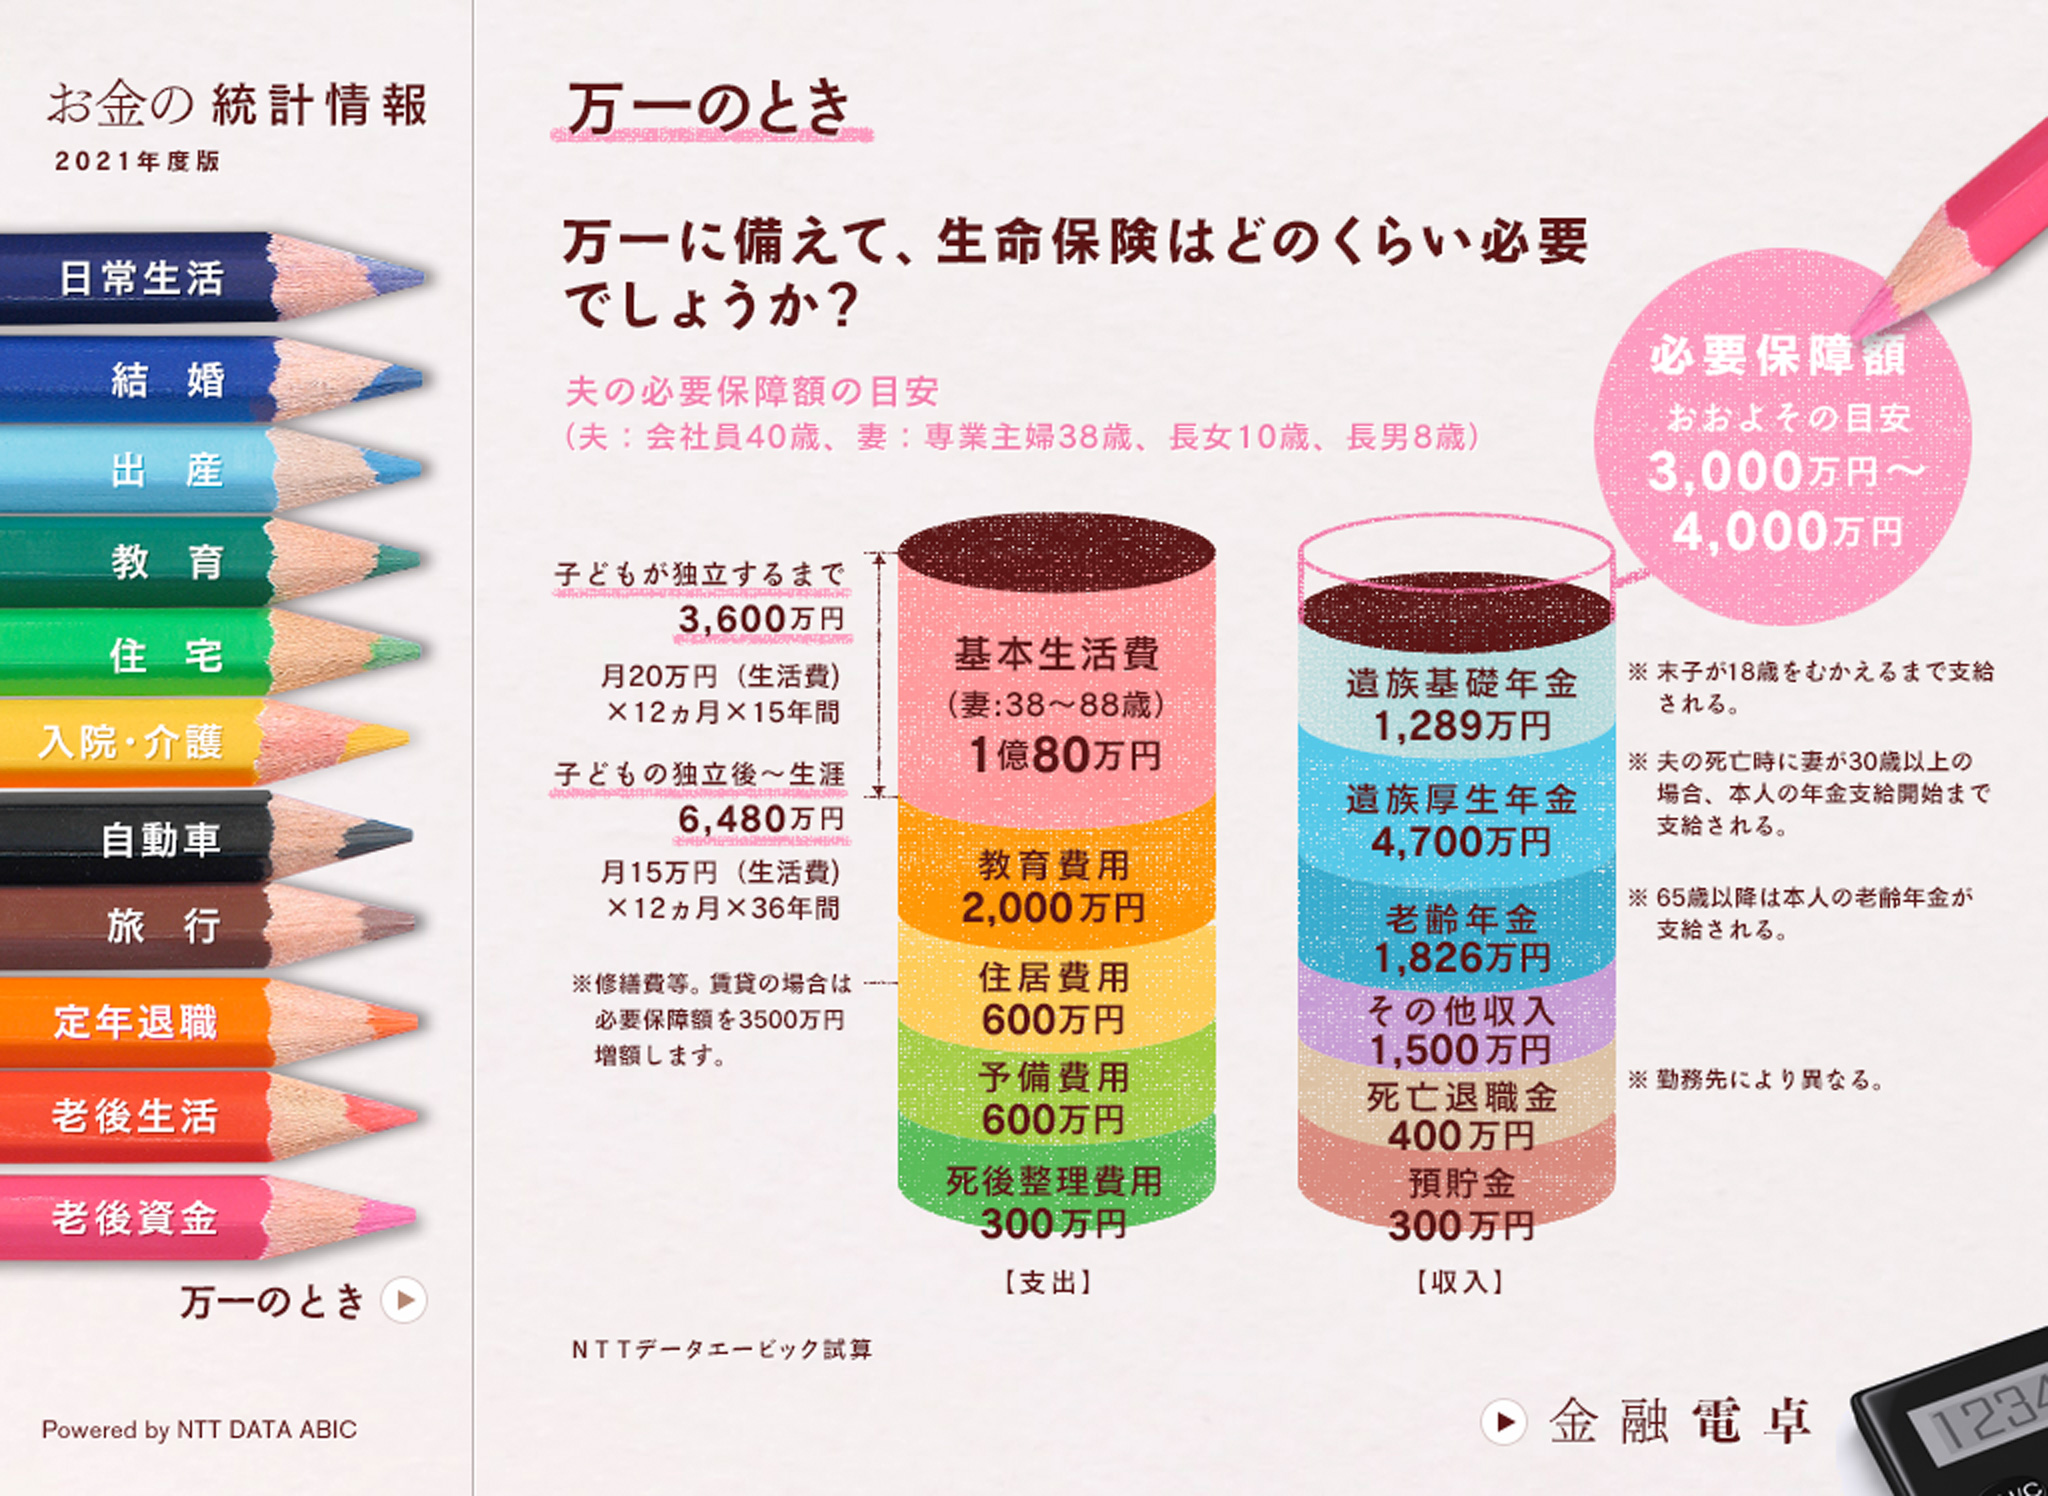 お金の 統計情報
2021年度版
日常生活
結 婚
出 産
教 育
住 宅
入院・介護
自動車
旅 行
定年退職
老後生活
老後資金
万一のとき
Powered by NTT DATA ABIC
万一のとき
万一に備えて、生命保険はどのくらい必要
でしょうか？
夫の必要保障額の目安
(夫：会社員40歳、妻：専業主婦38歳、長女10歳、長男8歳)
必要保障額
おおよその目安
3,000万円～
4,000万円
子どもが独立するまで
3,600万円
月20万円（生活費）
×12ヵ月×15年間
子どもの独立後～生涯
6,480万円
月15万円（生活費）
×12ヵ月×36年間
※修繕費等。賃貸の場合は
必要保障額を3500万円
増額します。
基本生活費
（妻:38～88歳）
1億80万円
教育費用
2,000万円
住居費用
600万円
予備費用
600万円
死後整理費用
300万円
【支出】
遺族基礎年金
1,289万円
遺族厚生年金
4,700万円
老齢年金
1,826万円
その他収入
1,500万円
死亡退職金
400万円
預貯金
300万円
【収入】
※ 末子が18歳をむかえるまで支給
される。
※ 夫の死亡時に妻が30歳以上の
場合、本人の年金支給開始まで
支給される。
※ 65歳以降は本人の老齢年金が
支給される。
※ 勤務先により異なる。
NTTデータエービック試算
金融電卓
1234